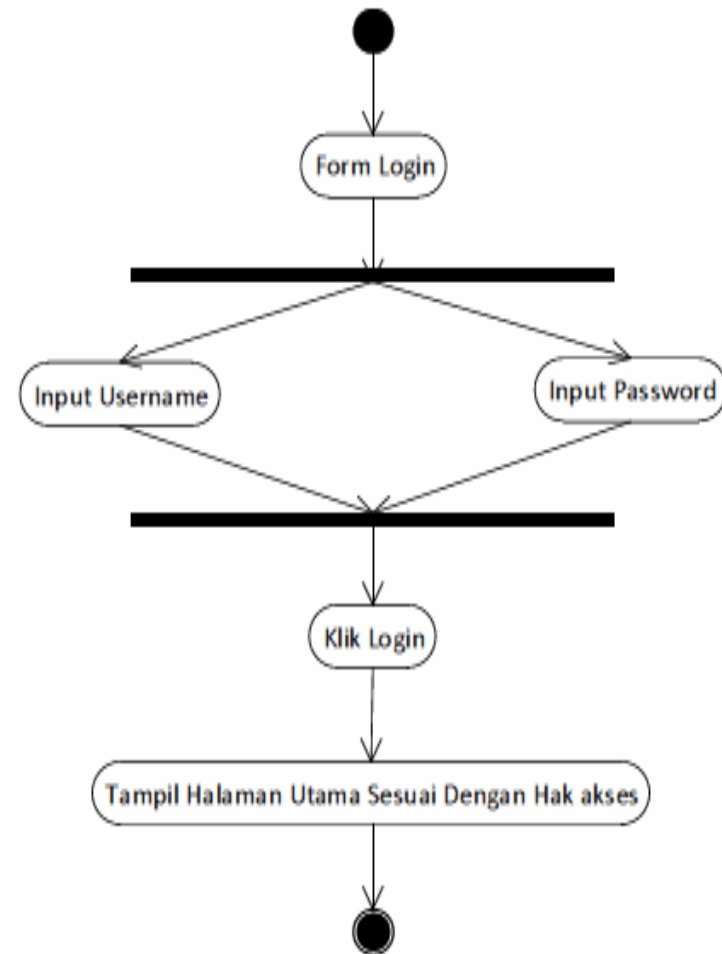 Form Login
Input Username
Input Password
Klik Login
Tampil Halaman Utama Sesuai Dengan Hak akses